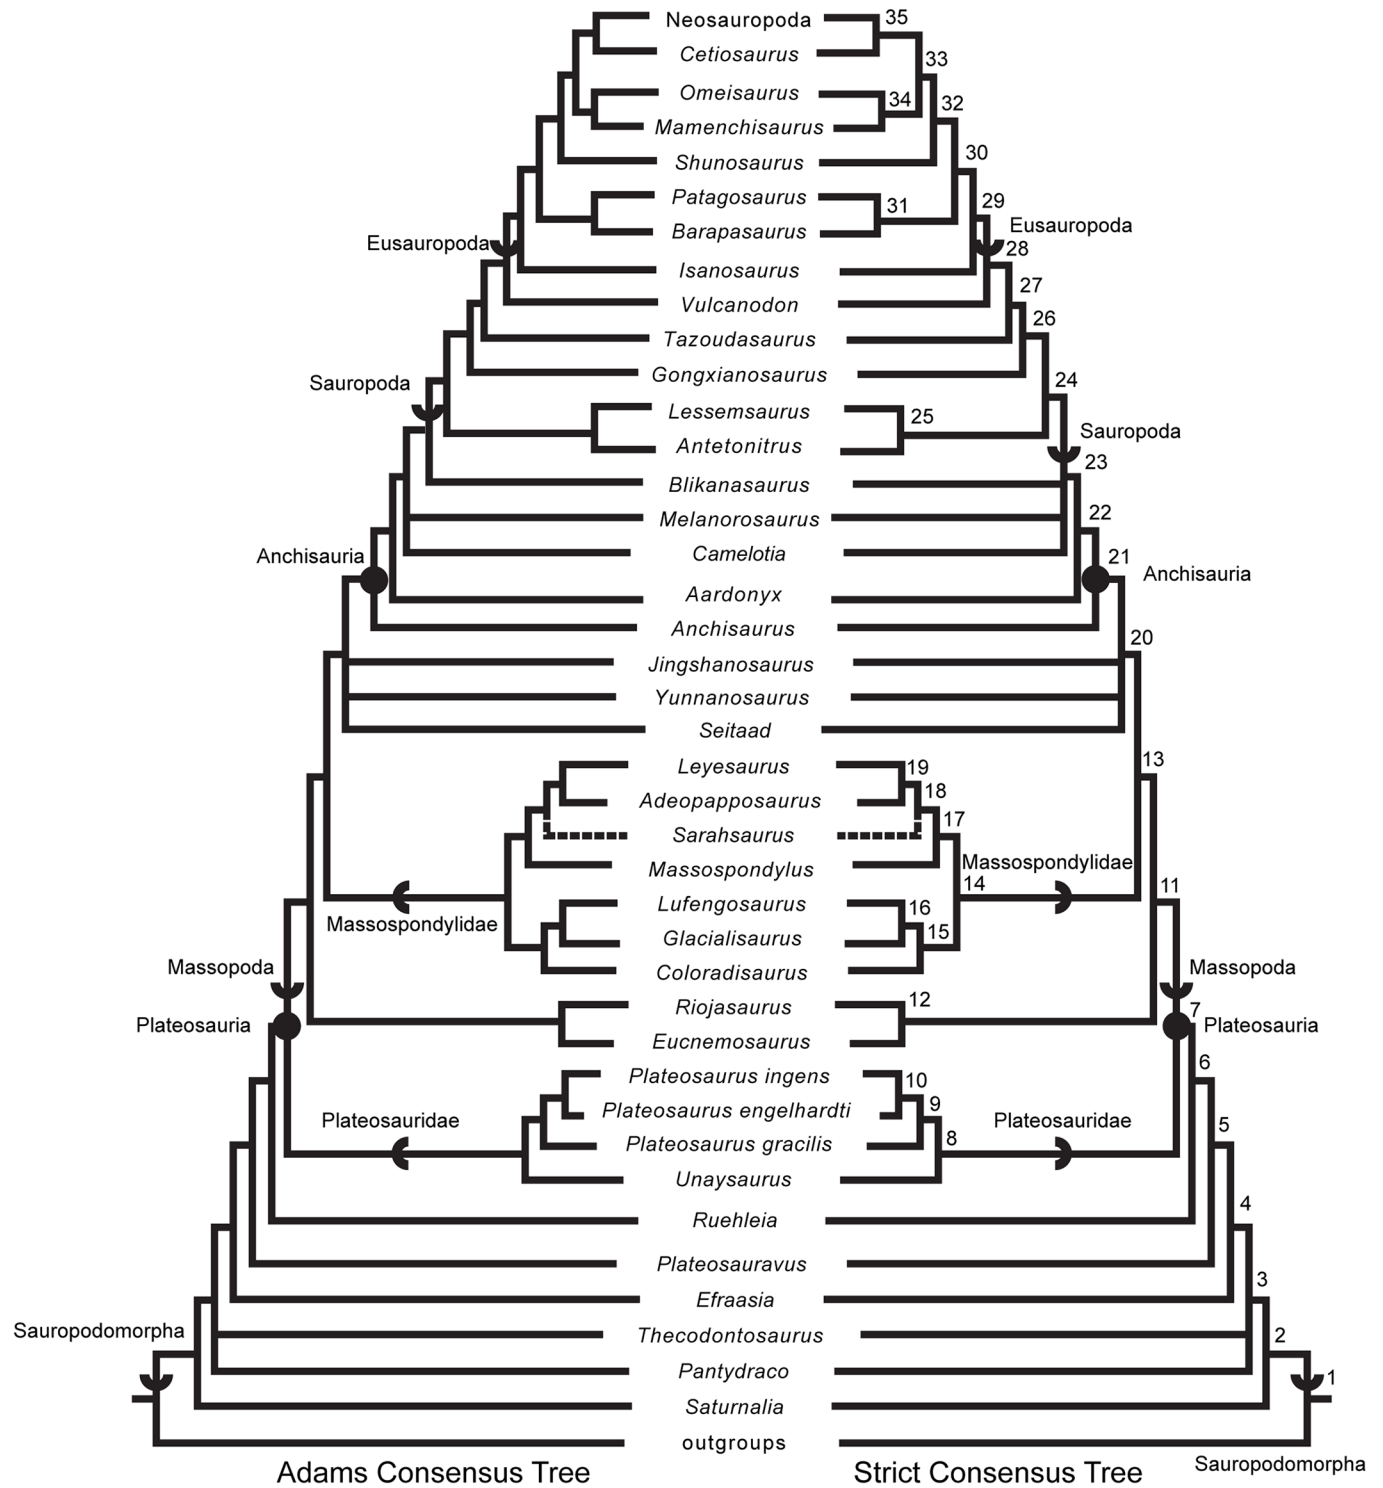 Neosauropoda 35
Cetiosaurus
33
Omeisaurus 34 32
Mamenchisaurus
Shunosaurus 30
Patagosaurus 31 29
Barapasaurus
Eusauropoda Eusauropoda
28
Isanosaurus
27
Vulcanodon
26
Tazoudasaurus
Gongxianosaurus
Sauropoda 24
Lessemsaurus 25
Sauropoda
Antetonitrus
23
Blikanasaurus
Melanorosaurus 22
Camelotia
Anchisauria 21 Anchisauria
Aardonyx
Anchisaurus
20
Jingshanosaurus
Yunnanosaurus
Seitaad
13
Leyesaurus 19
18
Adeopapposaurus
17
Sarahsaurus
Massospondylus Massospondylidae
14 11
Lufengosaurus 16
Massospondylidae 15
Glacialisaurus
Coloradisaurus
Massopoda Massopoda
Riojasaurus 12
7
Plateosauria Plateosauria
Eucnemosaurus
6
Plateosaurus ingens 10
Plateosaurus engelhardti 9
Plateosauridae Plateosauridae
5
Plateosaurus gracilis 8
Unaysaurus
4
Ruehleia
Plateosauravus
3
Efraasia
Sauropodomorpha Thecodontosaurus 2
Pantydraco 1
Saturnalia
outgroups
Sauropodomorpha
Adams Consensus Tree Strict Consensus Tree